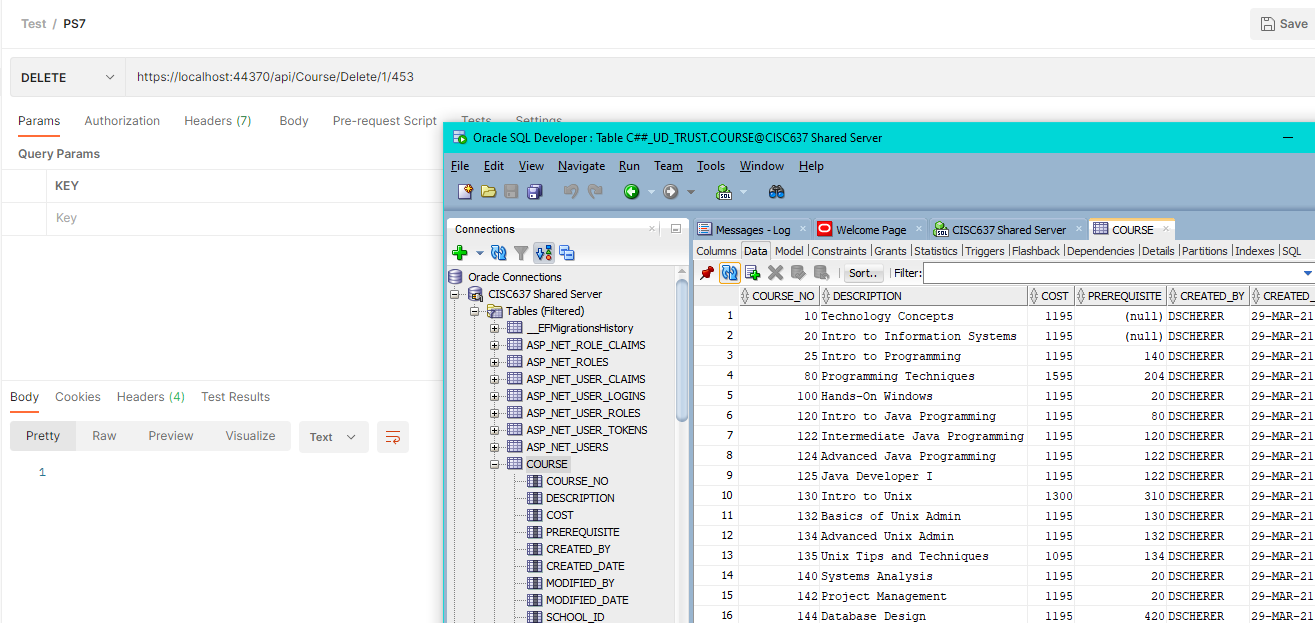 Test / PS7
Save
DELETE
https://localhost:44370/api/Course/Delete/1/453
Params Authorization Headers (7) Body Pre-request Script Tests Settings
Query Params
KEY
Key
Body Cookies Headers (4) Test Results
Pretty Raw Preview Visualize Text
1
Oracle SQL Developer : Table C##_UD_TRUST.COURSE@CISC637 Shared Server
File Edit View Navigate Run Team Tools Window Help
Connections
Oracle Connections
CISC637 Shared Server
Tables (Filtered)
__EFMigrationsHistory
ASP_NET_ROLE_CLAIMS
ASP_NET_ROLES
ASP_NET_USER_CLAIMS
ASP_NET_USER_LOGINS
ASP_NET_USER_ROLES
ASP_NET_USER_TOKENS
ASP_NET_USERS
COURSE
COURSE_NO
DESCRIPTION
COST
PREREQUISITE
CREATED_BY
CREATED_DATE
MODIFIED_BY
MODIFIED_DATE
SCHOOL_ID
Messages - Log Welcome Page CISC637 Shared Server COURSE
Columns Data Model Constraints Grants Statistics Triggers Flashback Dependencies Details Partitions Indexes SQL
Sort.. Filter:
COURSE_NO DESCRIPTION COST PREREQUISITE CREATED_BY CREATED_
1 10 Technology Concepts 1195 (null) DSCHERER 29-MAR-21
2 20 Intro to Information Systems 1195 (null) DSCHERER 29-MAR-21
3 25 Intro to Programming 1195 140 DSCHERER 29-MAR-21
4 80 Programming Techniques 1595 204 DSCHERER 29-MAR-21
5 100 Hands-On Windows 1195 20 DSCHERER 29-MAR-21
6 120 Intro to Java Programming 1195 80 DSCHERER 29-MAR-21
7 122 Intermediate Java Programming 1195 120 DSCHERER 29-MAR-21
8 124 Advanced Java Programming 1195 122 DSCHERER 29-MAR-21
9 125 Java Developer I 1195 122 DSCHERER 29-MAR-21
10 130 Intro to Unix 1300 310 DSCHERER 29-MAR-21
11 132 Basics of Unix Admin 1195 130 DSCHERER 29-MAR-21
12 134 Advanced Unix Admin 1195 132 DSCHERER 29-MAR-21
13 135 Unix Tips and Techniques 1095 134 DSCHERER 29-MAR-21
14 140 Systems Analysis 1195 20 DSCHERER 29-MAR-21
15 142 Project Management 1195 20 DSCHERER 29-MAR-21
16 144 Database Design 1195 420 DSCHERER 29-MAR-21